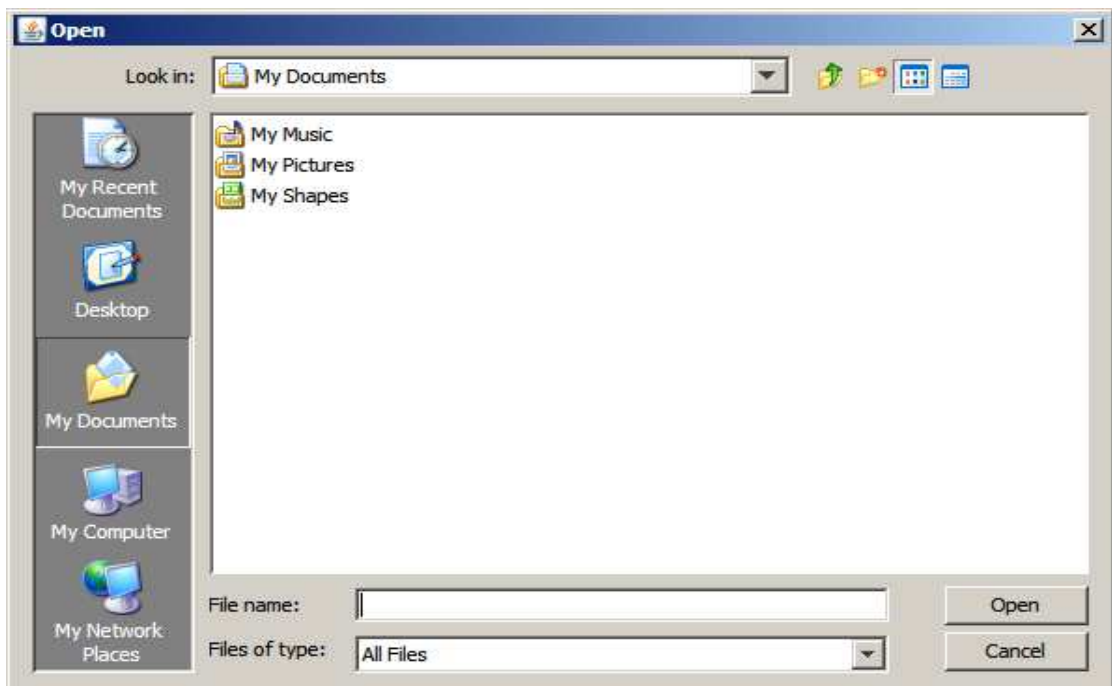 Open
Look in:
My Documents
My Recent
Documents
Desktop
My Documents
My Computer
My Network
Places
My Music
My Pictures
My Shapes
File name:
Open
Files of type:
All Files
Cancel